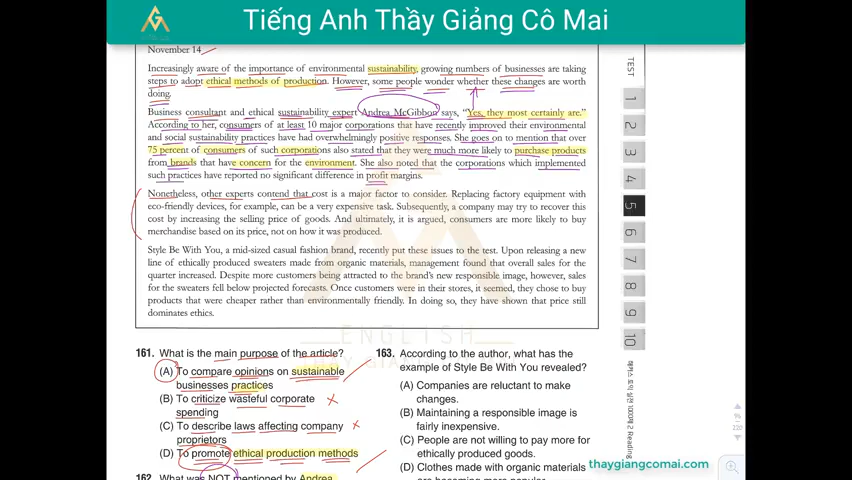 Tiếng Anh Thầy Giảng Cô Mai
November 14
Increasingly aware of the importance of environmental sustainability, growing numbers of businesses are taking
steps to adopt ethical methods of production. However, some people wonder whether these changes are worth
doing.
Business consultant and ethical sustainability expert Andrea McGibbon says, "Yes, they most certainly are."
According to her, consumers of at least 10 major corporations that have recently improved their environmental
and social sustainability practices have had overwhelmingly positive responses. She goes on to mention that over
75 percent of consumers of such corporations also stated that they were much more likely to purchase products
from brands that have concern for the environment. She also noted that the corporations which implemented
such practices have reported no significant difference in profit margins.
Nonetheless, other experts contend that cost is a major factor to consider. Replacing factory equipment with
eco-friendly devices, for example, can be a very expensive task. Subsequently, a company may try to recover this
cost by increasing the selling price of goods. And ultimately, it is argued, consumers are more likely to buy
merchandise based on its price, not on how it was produced.
Style Be With You, a mid-sized casual fashion brand, recently put these issues to the test. Upon releasing a new
line of ethically produced sweaters made from organic materials, management found that overall sales for the
quarter increased. Despite more customers being attracted to the brand's new responsible image, however, sales
for the sweaters fell below projected forecasts. Once customers were in their stores, it seemed, they chose to buy
products that were cheaper rather than environmentally friendly. In doing so, they have shown that price still
dominates ethics.
ENGLISH
161. What is the main purpose of the article?
(A) To compare opinions on sustainable
businesses practices
(B) To criticize wasteful corporate
spending
(C) To describe laws affecting company
proprietors
(D) To promote ethical production methods
162. What was NOT mentioned by Andrea
163. According to the author, what has the
example of Style Be With You revealed?
(A) Companies are reluctant to make
changes.
(B) Maintaining a responsible image is
fairly inexpensive.
(C) People are not willing to pay more for
ethically produced goods.
(D) Clothes made with organic materials
are becoming more popular.
TEST
1
2
3
4
5
6
7
8
9
10
thaygiangcomai.com